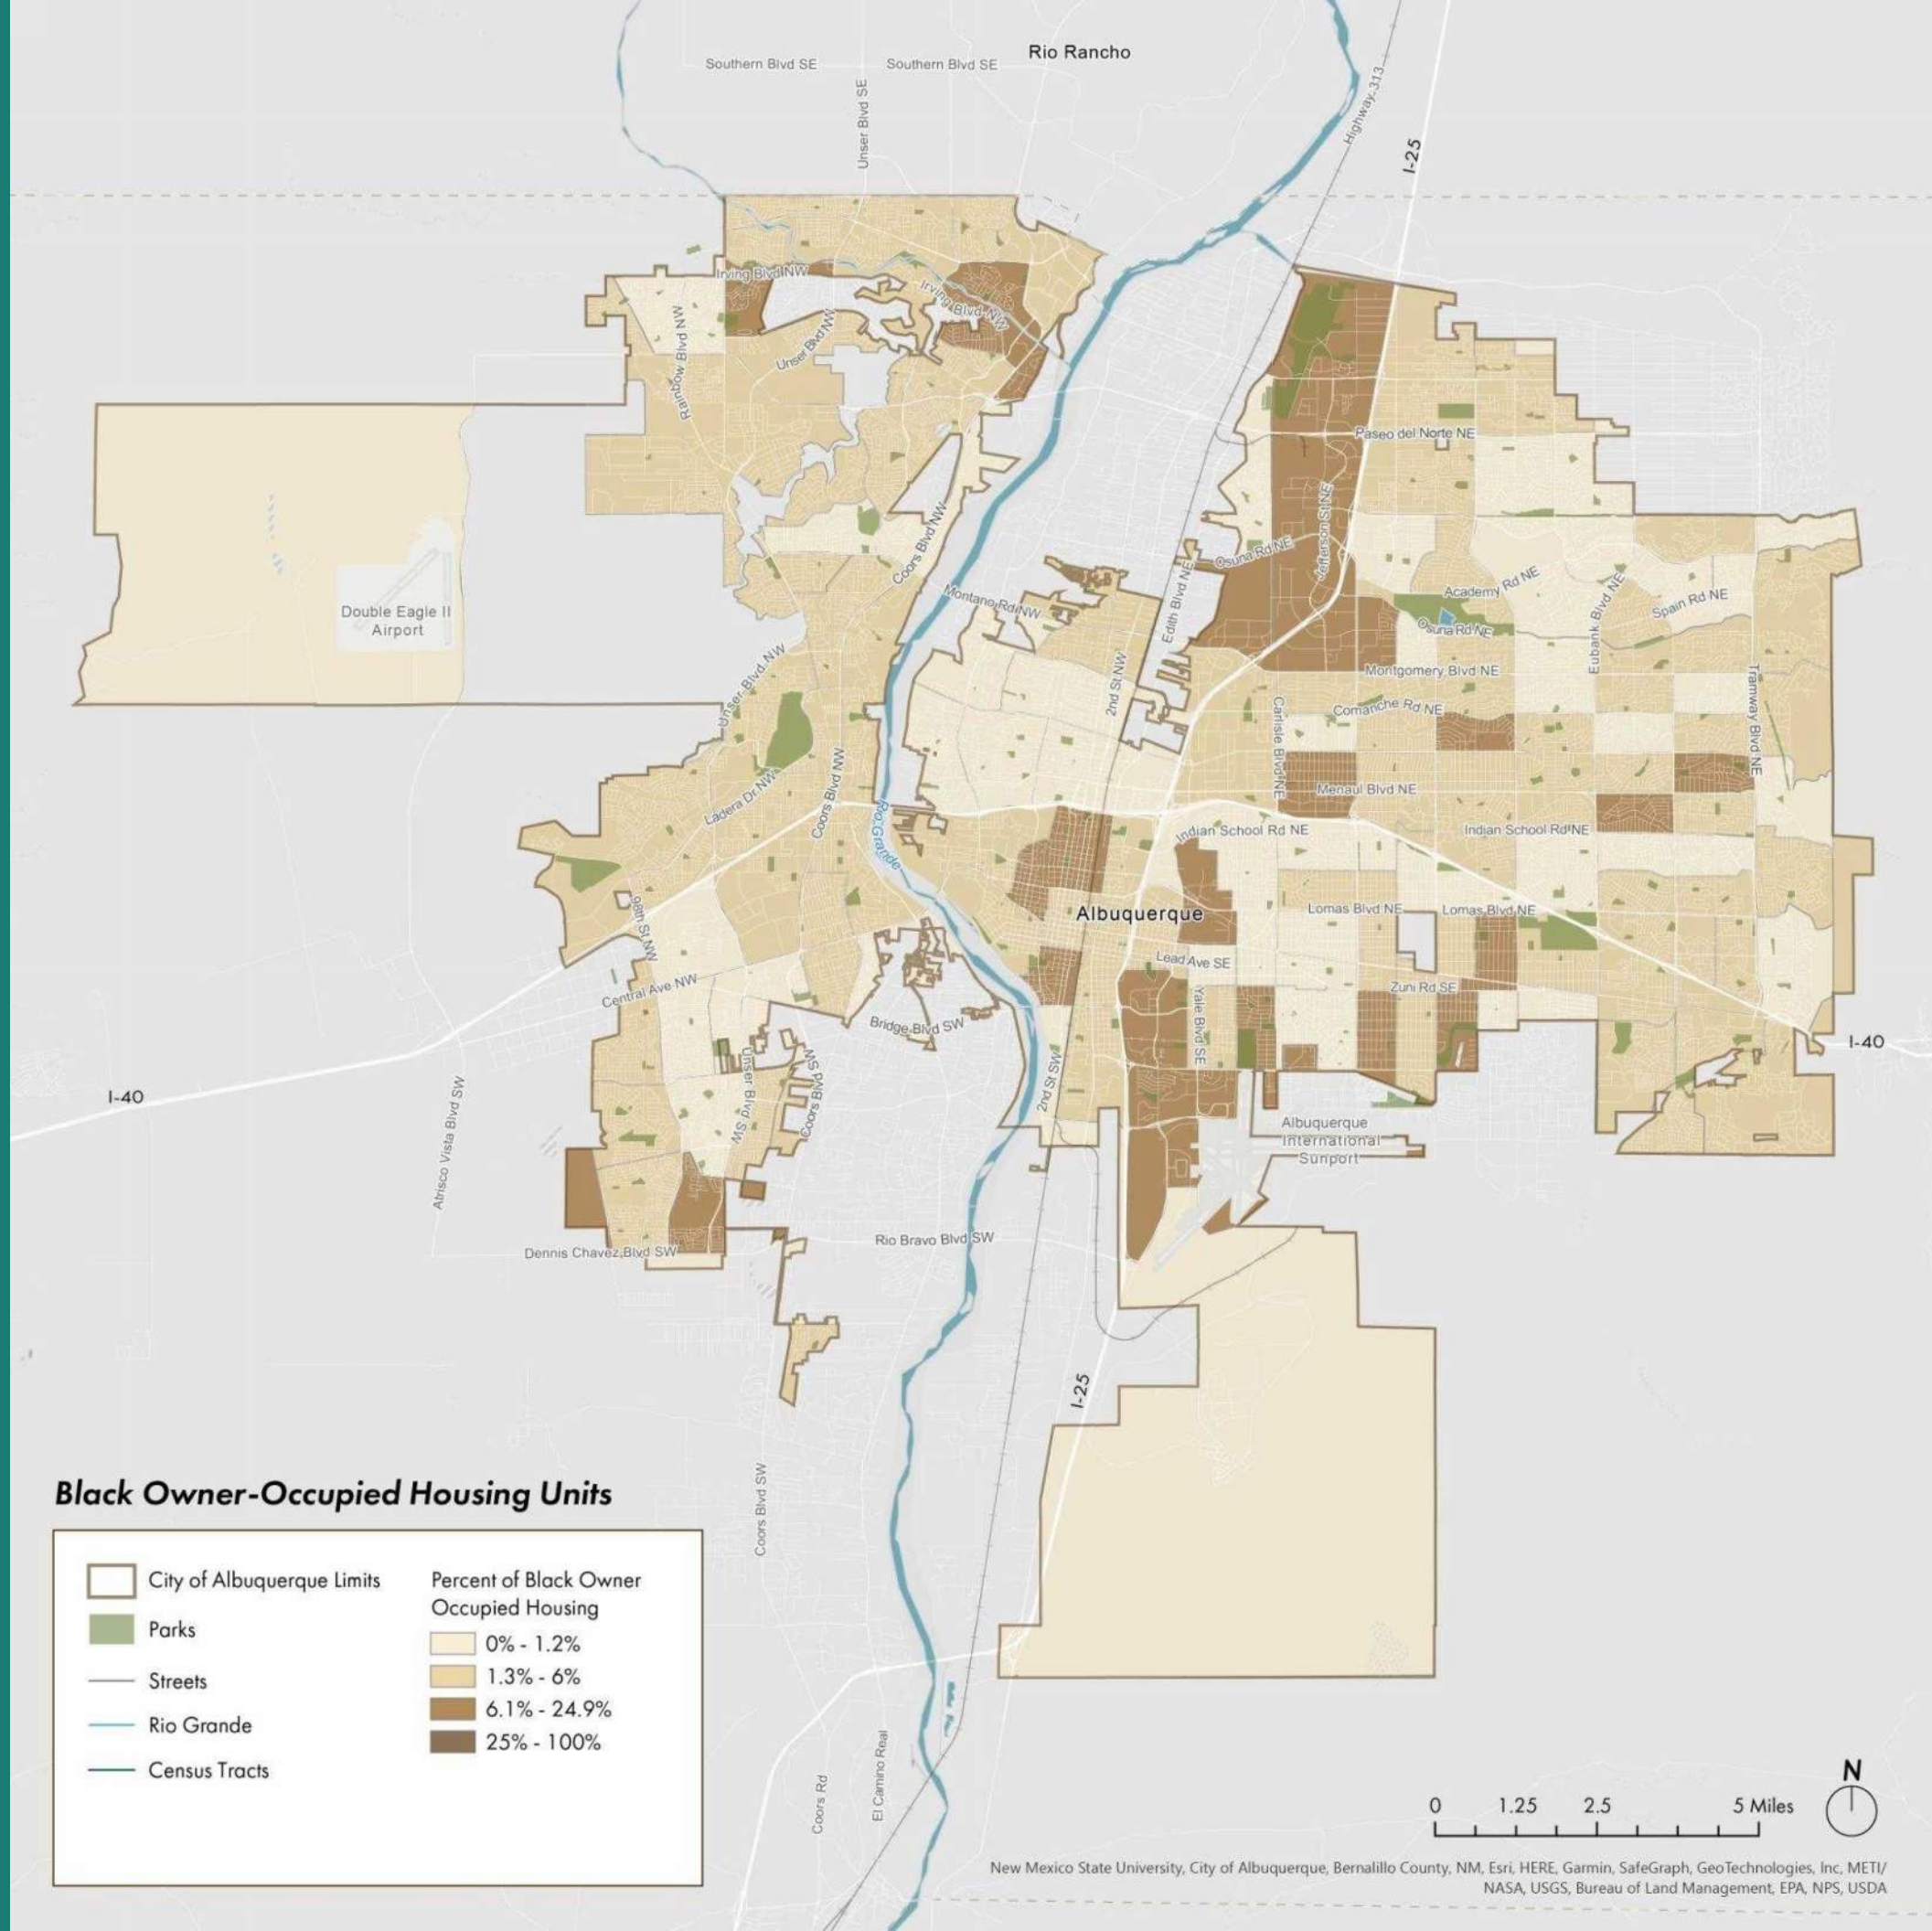 Rio Rancho
Southern Blvd SE
Southern Blvd SE
Unser Blvd SE
Highway 313
I-25
Irving Blvd NW
Irving Blvd NW
Rainbow Blvd NW
Unser Blvd NW
Paseo del Norte NE
Jefferson St NE
Coors Blvd NW
Osuna Rd NE
Academy Rd NE
Eubank Blvd NE
Spain Rd NE
Double Eagle II
Airport
Montano Rd NW
Edith Blvd NE
Osuna Rd NE
Unser Blvd NW
2nd St NW
Montgomery Blvd NE
Tramway Blvd NE
Carlisle Blvd NE
Comanche Rd NE
Ladera Dr NW
Coors Blvd NW
Menaul Blvd NE
Rio Grande
Indian School Rd NE
Indian School Rd NE
Albuquerque
Lomas Blvd NE
Lomas Blvd NE
98th St NW
Lead Ave SE
Central Ave NW
Zuni Rd SE
Bridge Blvd SW
Yale Blvd SE
I-40
Unser Blvd SW
Coors Blvd SW
2nd St SW
I-40
Atrisco Vista Blvd SW
Albuquerque
International
Sunport
Rio Bravo Blvd SW
Dennis Chavez Blvd SW
I-25
Coors Blvd SW
Black Owner-Occupied Housing Units
City of Albuquerque Limits
Parks
Streets
Rio Grande
Census Tracts
Percent of Black Owner
Occupied Housing
0% - 1.2%
1.3% - 6%
6.1% - 24.9%
25% - 100%
Coors Rd
El Camino Real
N
0 1.25 2.5 5 Miles
New Mexico State University, City of Albuquerque, Bernalillo County, NM, Esri, HERE, Garmin, SafeGraph, GeoTechnologies, Inc, METI/
NASA, USGS, Bureau of Land Management, EPA, NPS, USDA